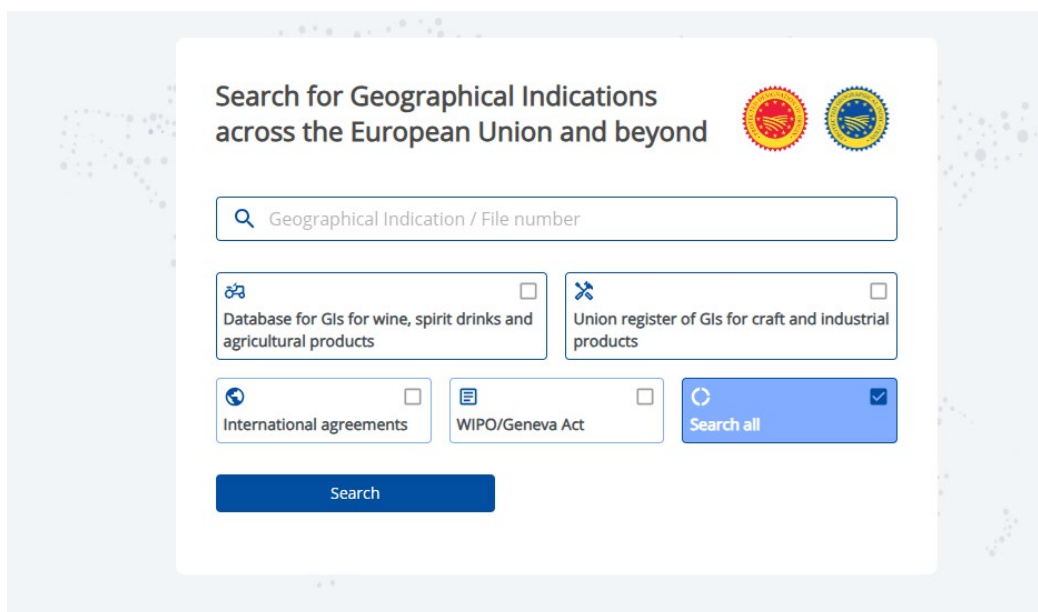 Search for Geographical Indications
across the European Union and beyond
Geographical Indication / File number
Database for GIs for wine, spirit drinks and
agricultural products
Union register of GIs for craft and industrial
products
International agreements
WIPO/Geneva Act
Search all
Search